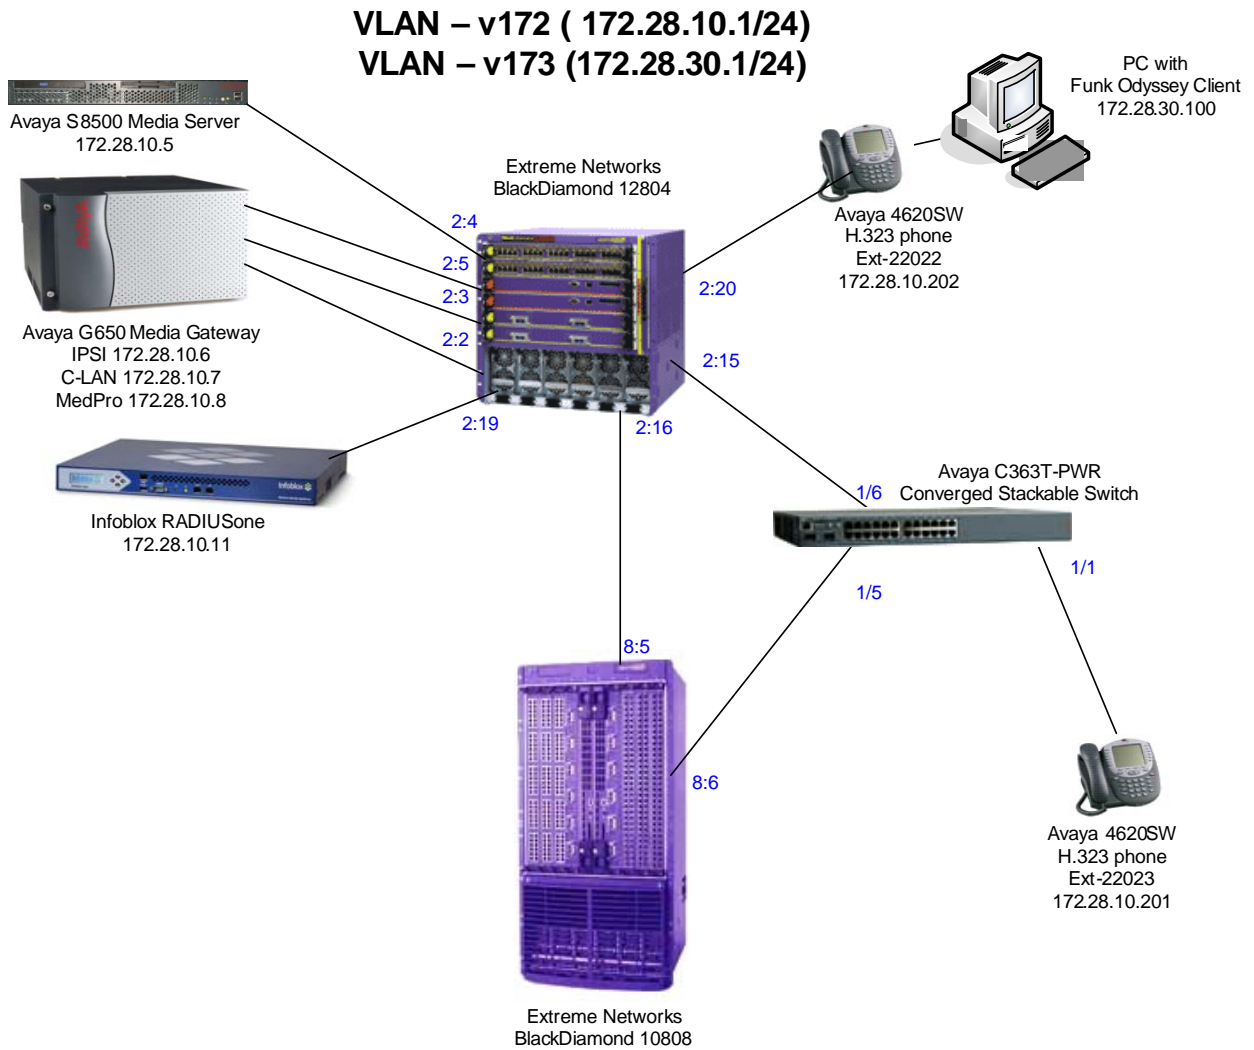 VLAN – v172 ( 172.28.10.1/24)
VLAN – v173 (172.28.30.1/24)
PC with
Funk Odyssey Client
172.28.30.100
Avaya S8500 Media Server
172.28.10.5
Extreme Networks
BlackDiamond 12804
AVAYA
Avaya 4620SW
H.323 phone
Ext-22022
172.28.10.202
2:4
2:5
2:3
2:2
2:20
2:15
Avaya G650 Media Gateway
IPSI 172.28.10.6
C-LAN 172.28.10.7
MedPro 172.28.10.8
2:19
2:16
Infoblox
Infoblox RADIUSone
172.28.10.11
Avaya C363T-PWR
Converged Stackable Switch
1/6
1/5
1/1
8:5
8:6
Avaya 4620SW
H.323 phone
Ext-22023
172.28.10.201
Extreme Networks
BlackDiamond 10808